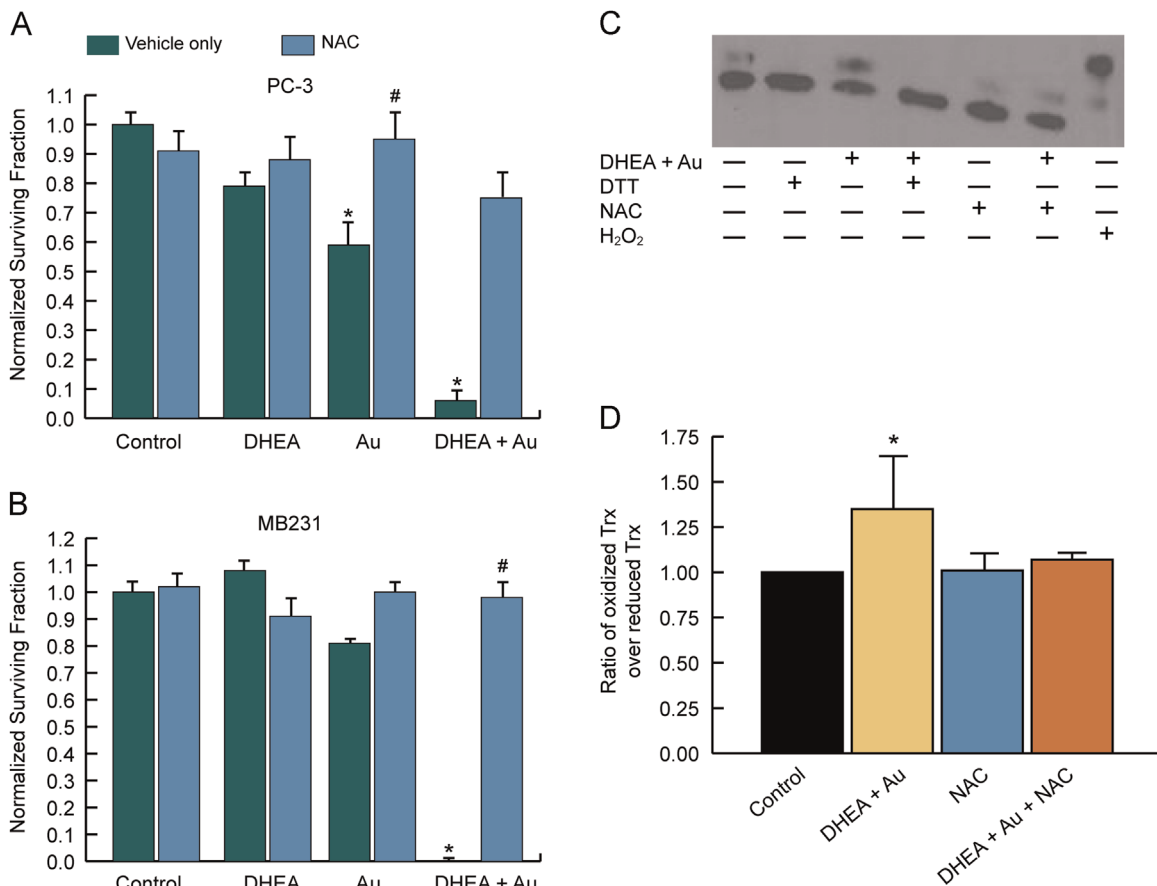 A
Vehicle only
NAC
PC-3
Normalized Surviving Fraction
1.1
1.0
0.9
0.8
0.7
0.6
0.5
0.4
0.3
0.2
0.1
0.0
*
#
*
Control
DHEA
Au
DHEA + Au
B
MB231
Normalized Surviving Fraction
1.2
1.1
1.0
0.9
0.8
0.7
0.6
0.5
0.4
0.3
0.2
0.1
0.0
*
#
Control
DHEA
Au
DHEA + Au
C
DHEA + Au — — + + — + —
DTT — + — + — — —
NAC — — — — + + —
H₂O₂ — — — — — — +
D
Ratio of oxidized Trx
over reduced Trx
1.75
1.50
1.25
1.00
0.75
0.50
0.25
0.00
*
Control
DHEA + Au
NAC
DHEA + Au + NAC